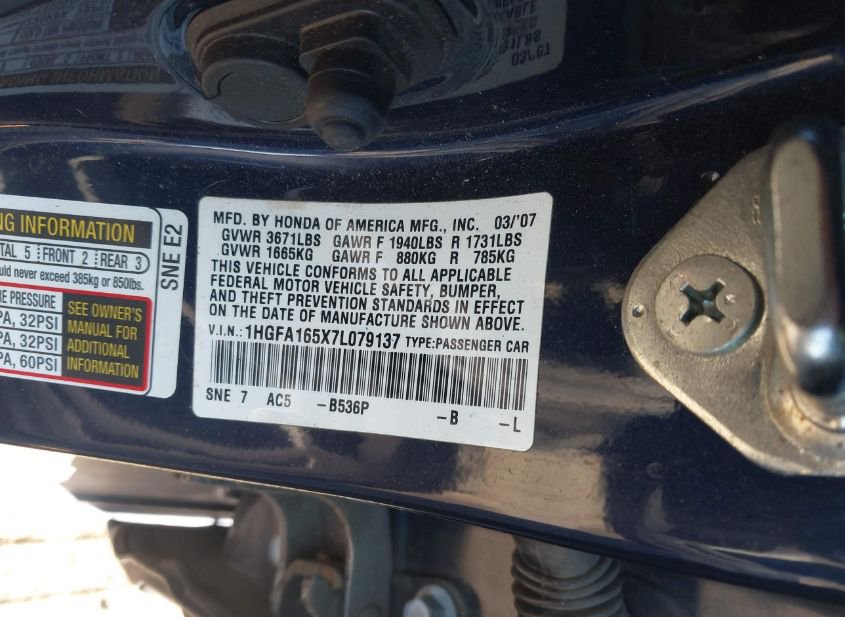 NG INFORMATION
TAL 5 FRONT 2 REAR 3
ould never exceed 385kg or 850lbs.
RE PRESSURE
PA, 32PSI
PA, 32PSI
PA, 60PSI
SEE OWNER'S
MANUAL FOR
ADDITIONAL
INFORMATION
SNE E2
MFD. BY HONDA OF AMERICA MFG., INC. 03/'07
GVWR 3671LBS GAWR F 1940LBS R 1731LBS
GVWR 1665KG GAWR F 880KG R 785KG
THIS VEHICLE CONFORMS TO ALL APPLICABLE
FEDERAL MOTOR VEHICLE SAFETY, BUMPER,
AND THEFT PREVENTION STANDARDS IN EFFECT
ON THE DATE OF MANUFACTURE SHOWN ABOVE.
V.I.N.: 1HGFA165X7L079137 TYPE:PASSENGER CAR
SNE 7 AC5 -B536P -B -L